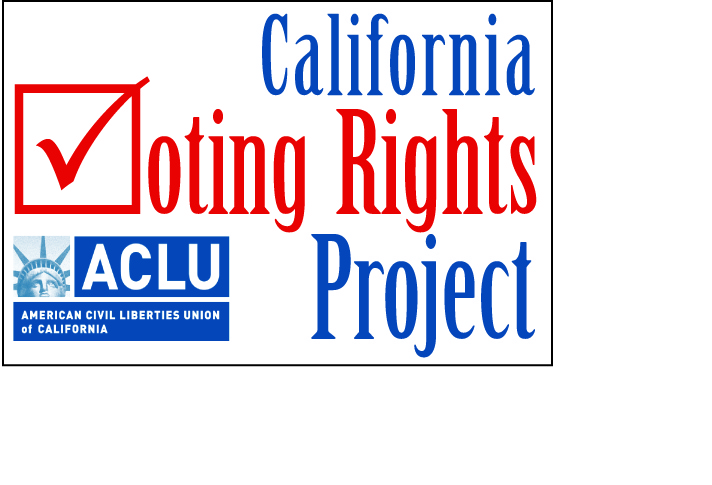 California
Voting Rights
Project
ACLU
AMERICAN CIVIL LIBERTIES UNION
of CALIFORNIA